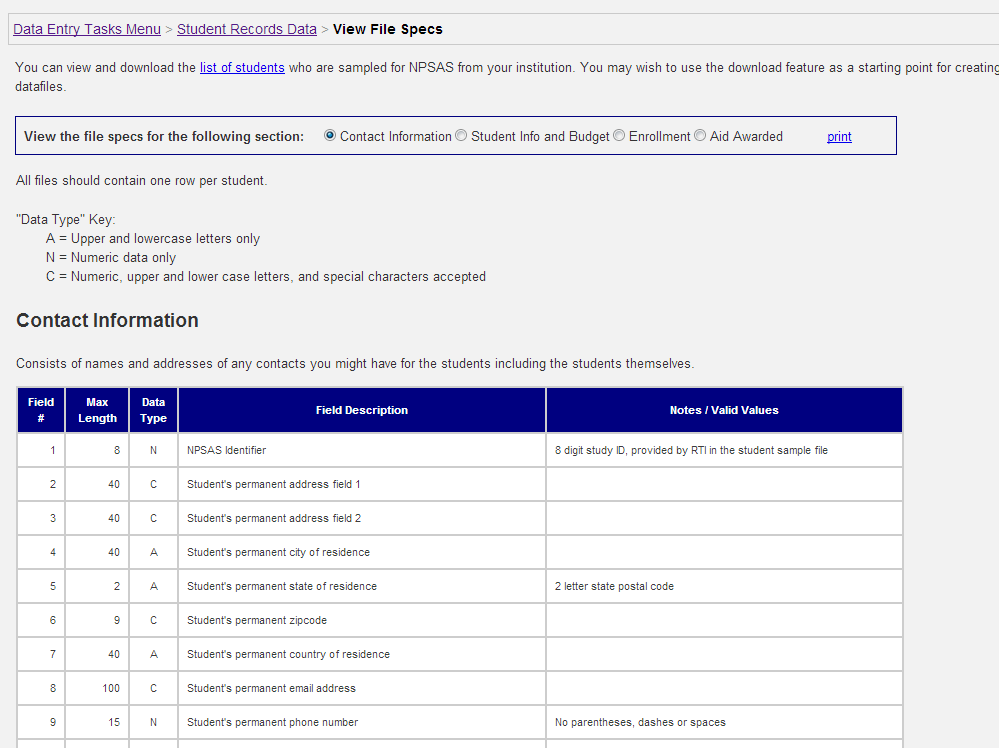 Data Entry Tasks Menu > Student Records Data > View File Specs
You can view and download the list of students who are sampled for NPSAS from your institution. You may wish to use the download feature as a starting point for creating
datafiles.
View the file specs for the following section: Contact Information Student Info and Budget Enrollment Aid Awarded print
All files should contain one row per student.
"Data Type" Key:
A = Upper and lowercase letters only
N = Numeric data only
C = Numeric, upper and lower case letters, and special characters accepted
Contact Information
Consists of names and addresses of any contacts you might have for the students including the students themselves.
Field # Max Length Data Type Field Description Notes / Valid Values
1 8 N NPSAS Identifier 8 digit study ID, provided by RTI in the student sample file
2 40 C Student's permanent address field 1
3 40 C Student's permanent address field 2
4 40 A Student's permanent city of residence
5 2 A Student's permanent state of residence 2 letter state postal code
6 9 C Student's permanent zipcode
7 40 A Student's permanent country of residence
8 100 C Student's permanent email address
9 15 N Student's permanent phone number No parentheses, dashes or spaces